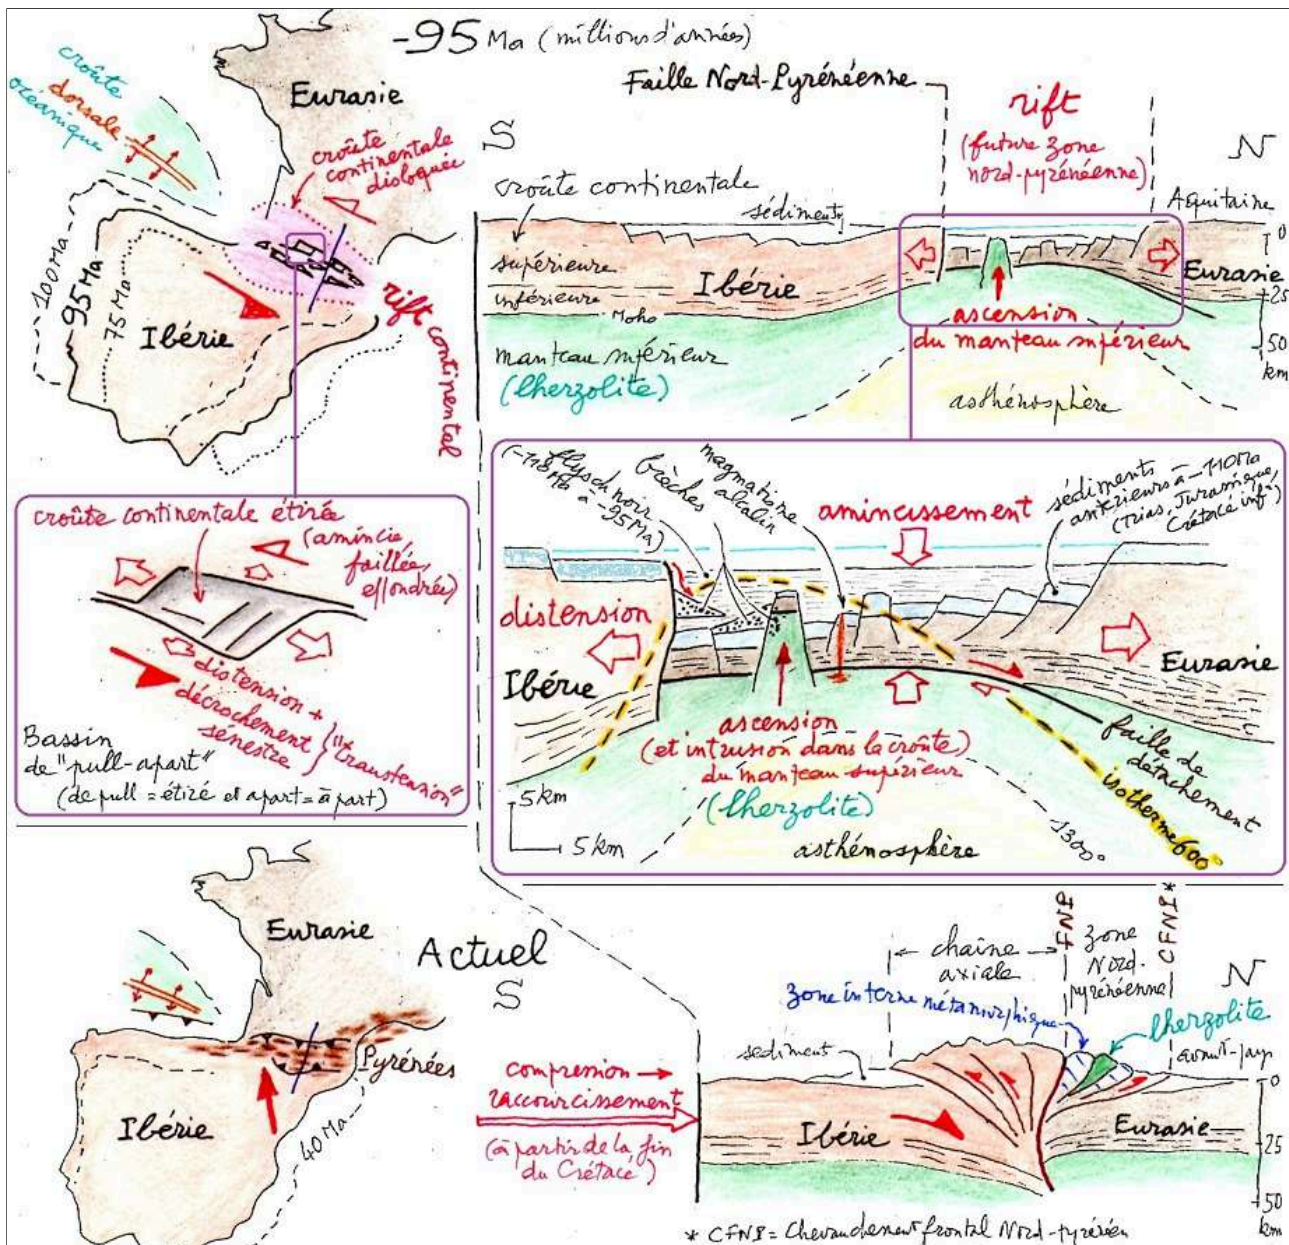 -95 Ma (millions d'années)
Eurasie
croûte
océanique
dorsale
croûte
continentale
disloquée
100 Ma
95 Ma
75 Ma
Ibérie
rift continental
Faille Nord-Pyrénéenne
rift
(future zone
nord-pyrénéenne)
S
N
croûte continentale
sédiments
Aquitaine
supérieure
inférieure
Ibérie
Eurasie
Moho
0
25
50
km
ascension
du manteau supérieur
manteau supérieur
(lherzolite)
asthénosphère
croûte continentale étirée
(amincie,
faillée,
effondrée)
distension +
décrochement
sénestre
"transtension"
Bassin
de "pull-apart"
(de pull = étiré et apart = à part)
flysch noir
(-118 Ma à -95 Ma)
brèches
magmatisme
alcalin
amincissement
sédiments
antérieurs à -110 Ma
(Trias, Jurassique,
Crétacé inf)
distension
Ibérie
Eurasie
ascension
(et intrusion dans la croûte)
du manteau supérieur
(lherzolite)
faille de
détachement
isotherme 600°
1300°
5 km
5 km
asthénosphère
Eurasie
Actuel
Pyrénées
Ibérie
40 Ma
S
N
chaîne
axiale
FNP
zone
Nord-
pyrénéenne
CFNP*
zone interne métamorphique
lherzolite
sédiments
avant-pays
compression
raccourcissement
(à partir de la fin
du Crétacé)
Ibérie
Eurasie
0
25
50
km
* CFNP = Chevauchement frontal Nord-pyrénéen